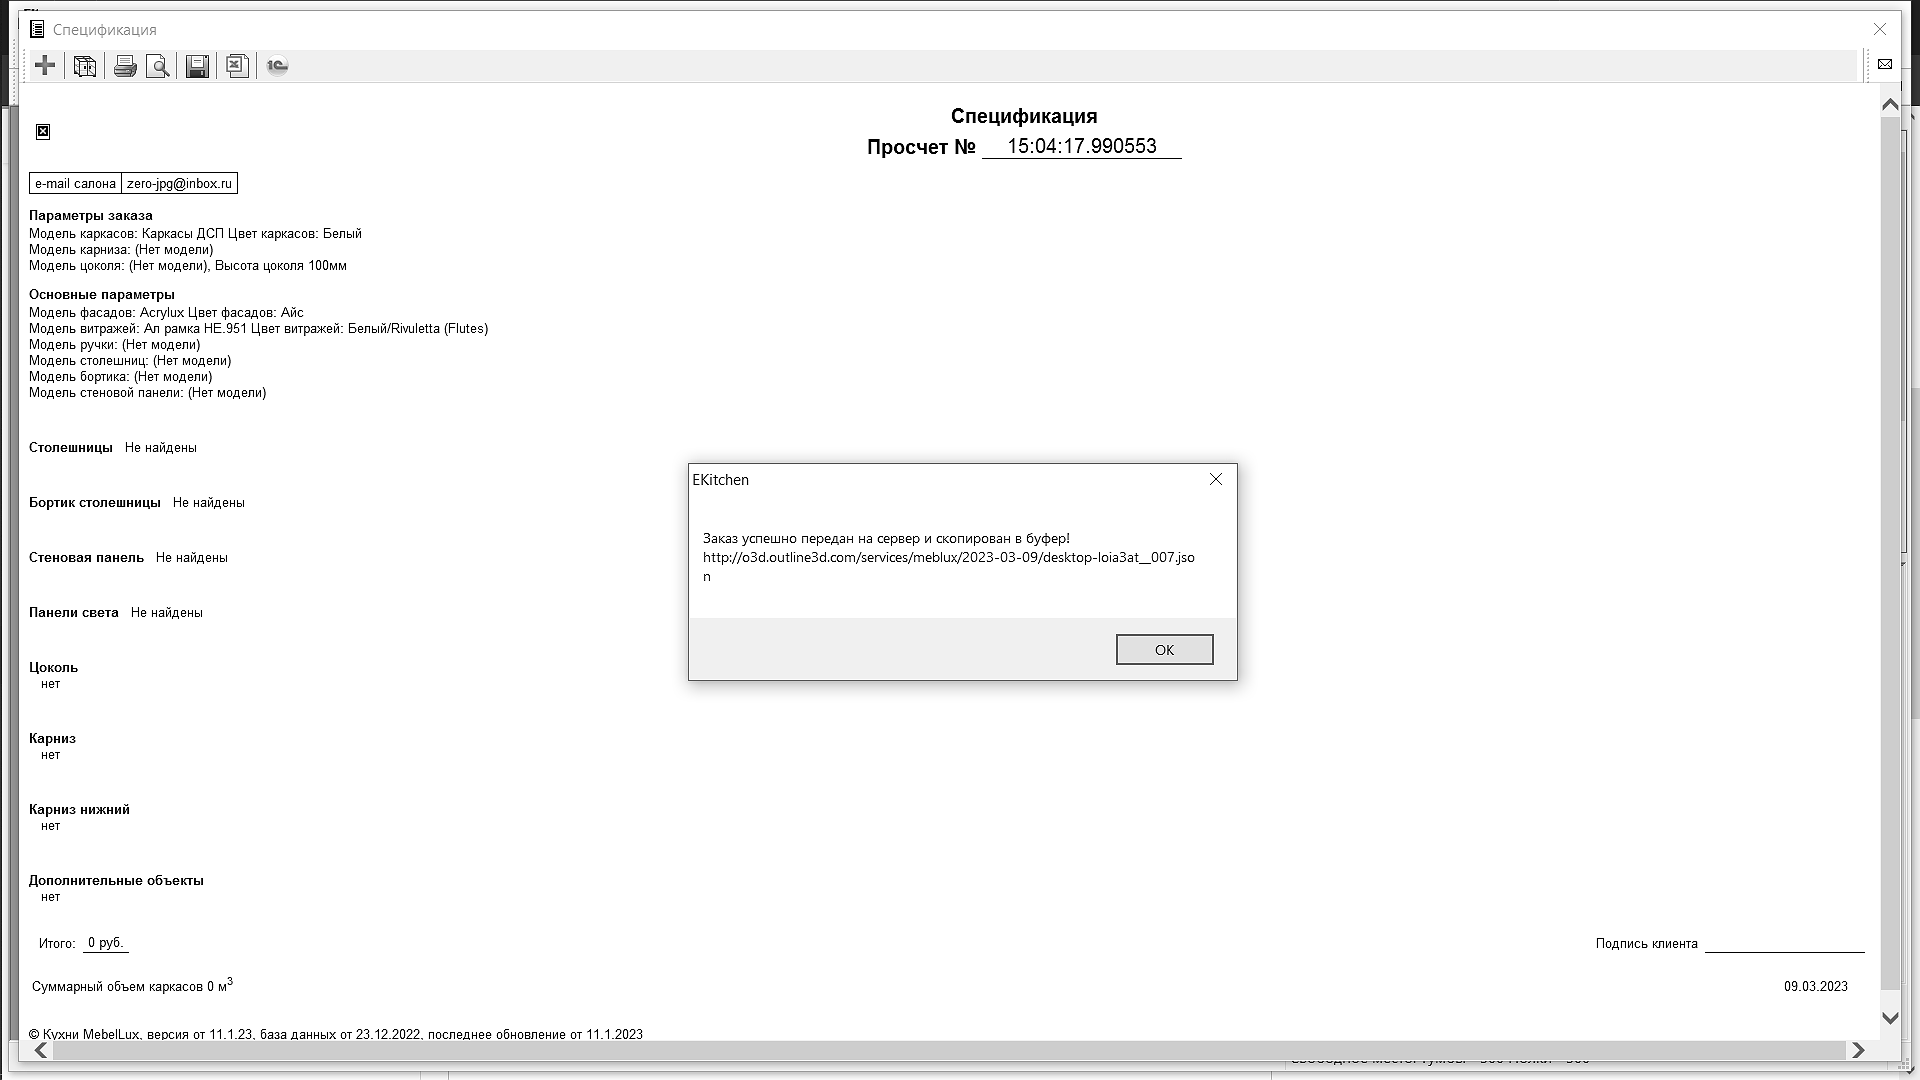 Спецификация
1С
Спецификация
Просчет № 15:04:17.990553
e-mail салона zero-jpg@inbox.ru
Параметры заказа
Модель каркасов: Каркасы ДСП Цвет каркасов: Белый
Модель карниза: (Нет модели)
Модель цоколя: (Нет модели), Высота цоколя 100мм
Основные параметры
Модель фасадов: Acrylux Цвет фасадов: Айс
Модель витражей: Ал рамка НЕ.951 Цвет витражей: Белый/Rivuletta (Flutes)
Модель ручки: (Нет модели)
Модель столешниц: (Нет модели)
Модель бортика: (Нет модели)
Модель стеновой панели: (Нет модели)
Столешницы Не найдены
Бортик столешницы Не найдены
Стеновая панель Не найдены
Панели света Не найдены
Цоколь
нет
Карниз
нет
Карниз нижний
нет
Дополнительные объекты
нет
Итого: 0 руб.
Подпись клиента
Суммарный объем каркасов 0 м³
09.03.2023
© Кухни MebelLux, версия от 11.1.23, база данных от 23.12.2022, последнее обновление от 11.1.2023
EKitchen
Заказ успешно передан на сервер и скопирован в буфер!
http://o3d.outline3d.com/services/meblux/2023-03-09/desktop-loia3at__007.jso
n
OK